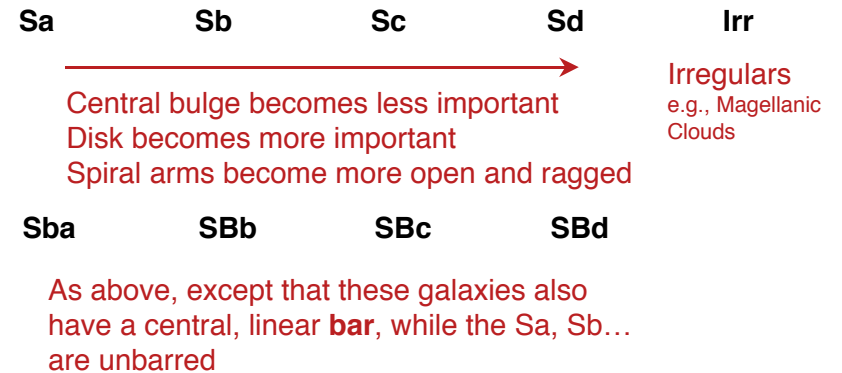 Sa Sb Sc Sd Irr
Central bulge becomes less important
Disk becomes more important
Spiral arms become more open and ragged
Irregulars
e.g., Magellanic
Clouds
Sba SBb SBc SBd
As above, except that these galaxies also
have a central, linear bar, while the Sa, Sb…
are unbarred